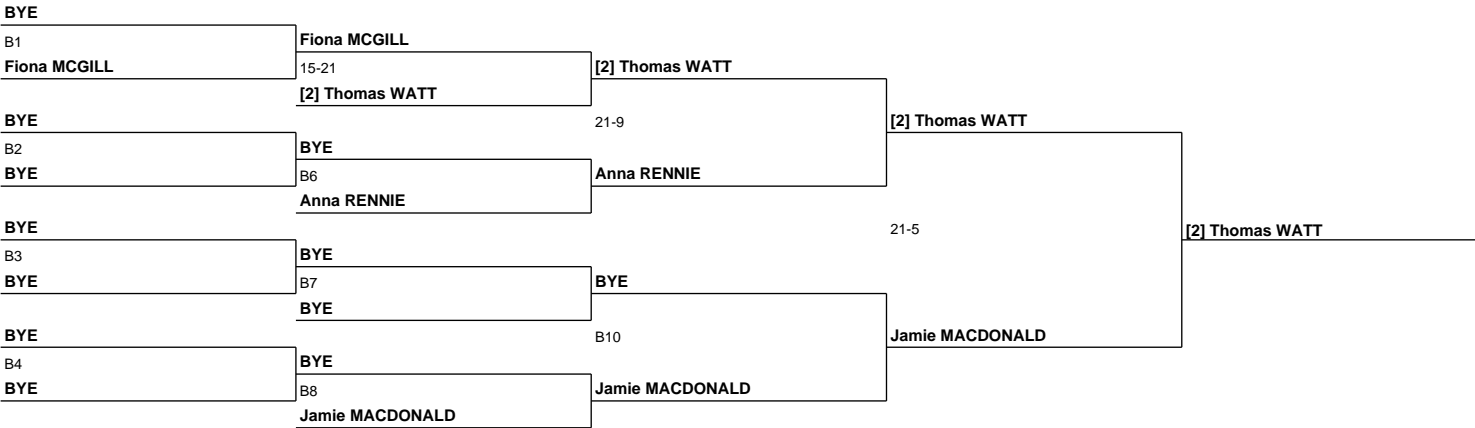 BYE
B1
Fiona MCGILL
Fiona MCGILL
15-21
[2] Thomas WATT
[2] Thomas WATT
BYE
B2
BYE
BYE
B6
Anna RENNIE
21-9
Anna RENNIE
[2] Thomas WATT
BYE
B3
BYE
BYE
B7
BYE
BYE
BYE
B4
BYE
BYE
B8
Jamie MACDONALD
B10
Jamie MACDONALD
21-5
Jamie MACDONALD
[2] Thomas WATT